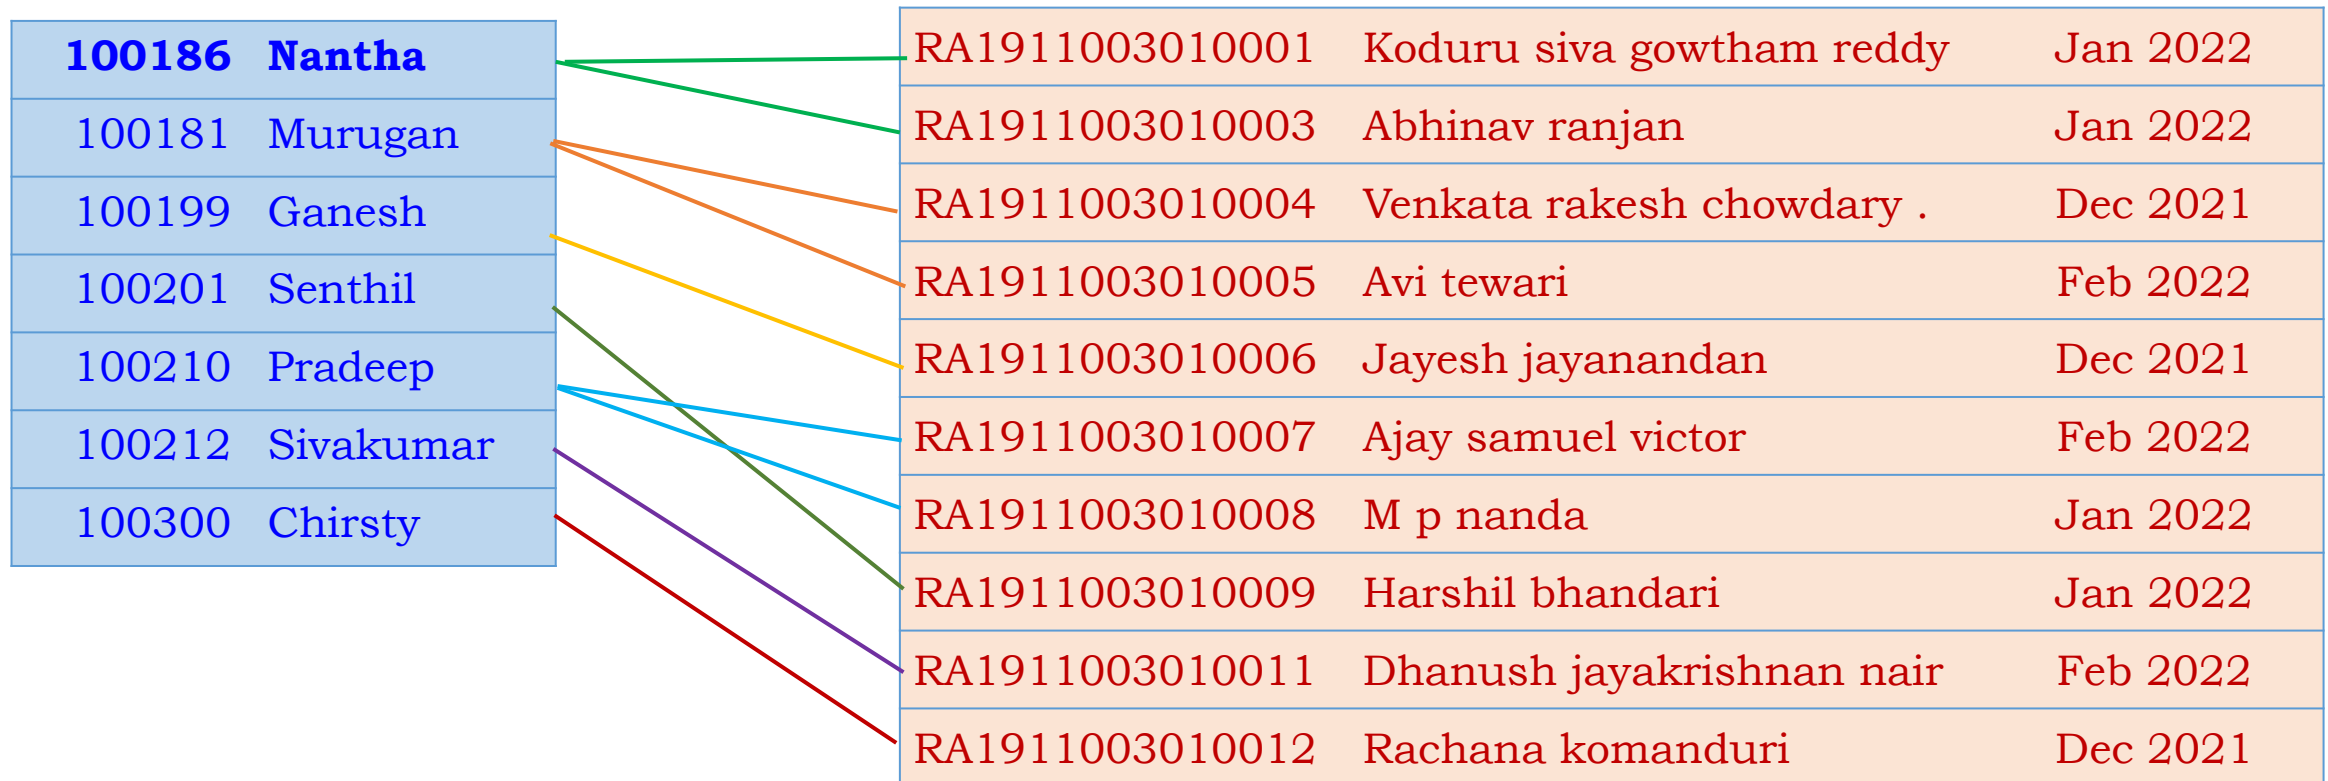 100186 Nantha
100181 Murugan
100199 Ganesh
100201 Senthil
100210 Pradeep
100212 Sivakumar
100300 Chirsty
RA1911003010001 Koduru siva gowtham reddy Jan 2022
RA1911003010003 Abhinav ranjan Jan 2022
RA1911003010004 Venkata rakesh chowdary . Dec 2021
RA1911003010005 Avi tewari Feb 2022
RA1911003010006 Jayesh jayanandan Dec 2021
RA1911003010007 Ajay samuel victor Feb 2022
RA1911003010008 M p nanda Jan 2022
RA1911003010009 Harshil bhandari Jan 2022
RA1911003010011 Dhanush jayakrishnan nair Feb 2022
RA1911003010012 Rachana komanduri Dec 2021